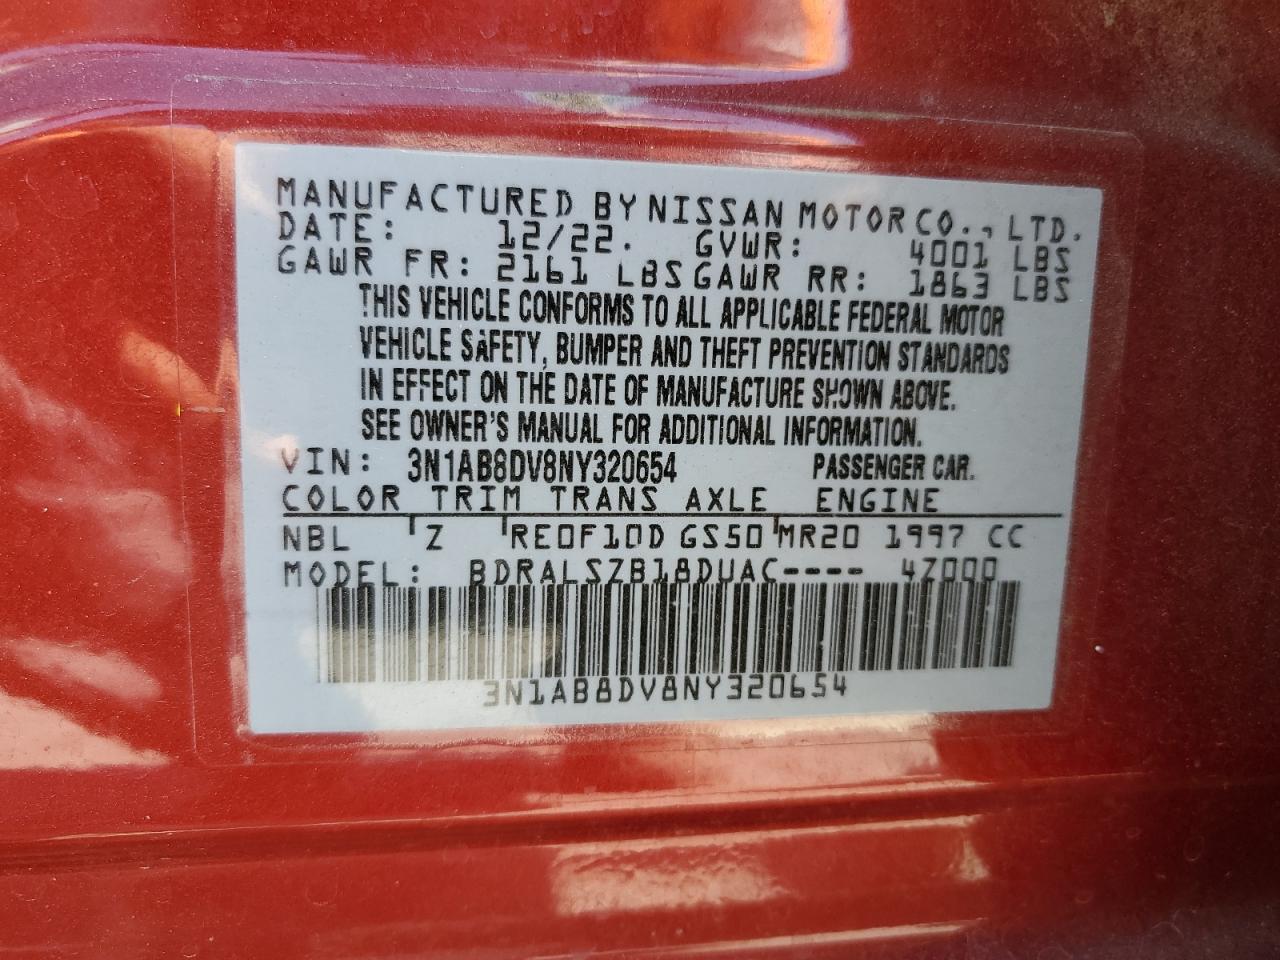 MANUFACTURED BY NISSAN MOTOR CO., LTD.
DATE: 12/22. GVWR: 4001 LBS
GAWR FR: 2161 LBS GAWR RR: 1863 LBS
THIS VEHICLE CONFORMS TO ALL APPLICABLE FEDERAL MOTOR
VEHICLE SAFETY, BUMPER AND THEFT PREVENTION STANDARDS
IN EFFECT ON THE DATE OF MANUFACTURE SHOWN ABOVE.
SEE OWNER'S MANUAL FOR ADDITIONAL INFORMATION.
VIN: 3N1AB8DV8NY320654 PASSENGER CAR.
COLOR TRIM TRANS AXLE ENGINE
NBL Z RE0F10D GS50 MR20 1997 CC
MODEL: BDRALSZB18DUAC---- 4Z000
3N1AB8DV8NY320654